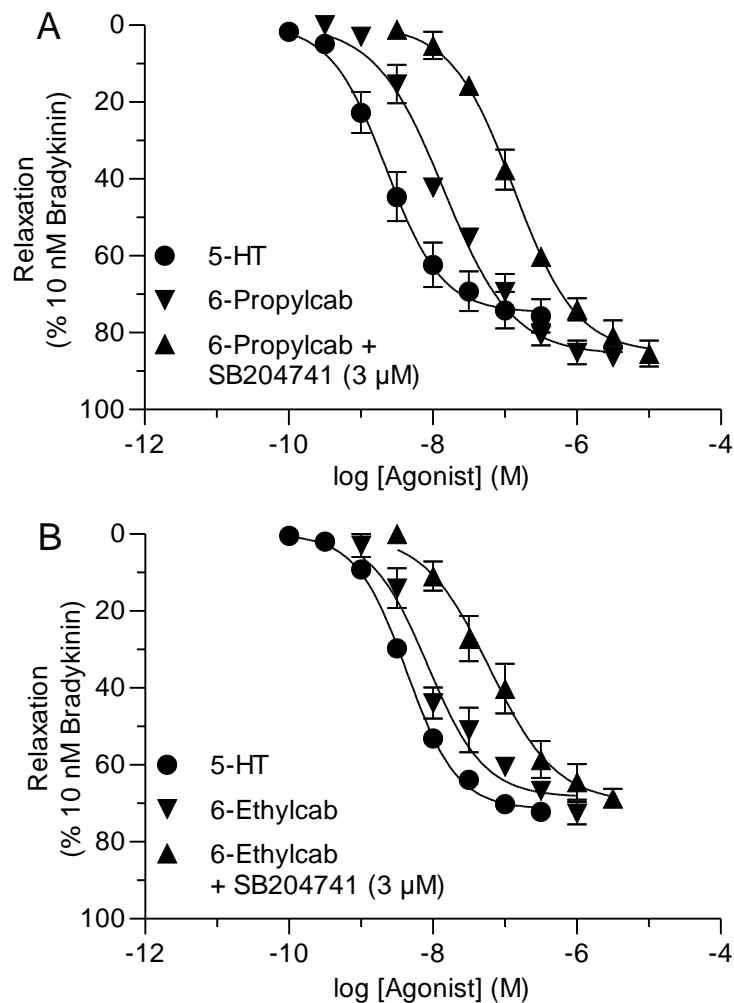 A
0
20
40
60
80
100
Relaxation
(% 10 nM Bradykinin)
5-HT
6-Propylcab
6-Propylcab +
SB204741 (3 µM)
-12
-10
-8
-6
-4
log [Agonist] (M)
B
0
20
40
60
80
100
Relaxation
(% 10 nM Bradykinin)
5-HT
6-Ethylcab
6-Ethylcab
+ SB204741 (3 µM)
-12
-10
-8
-6
-4
log [Agonist] (M)